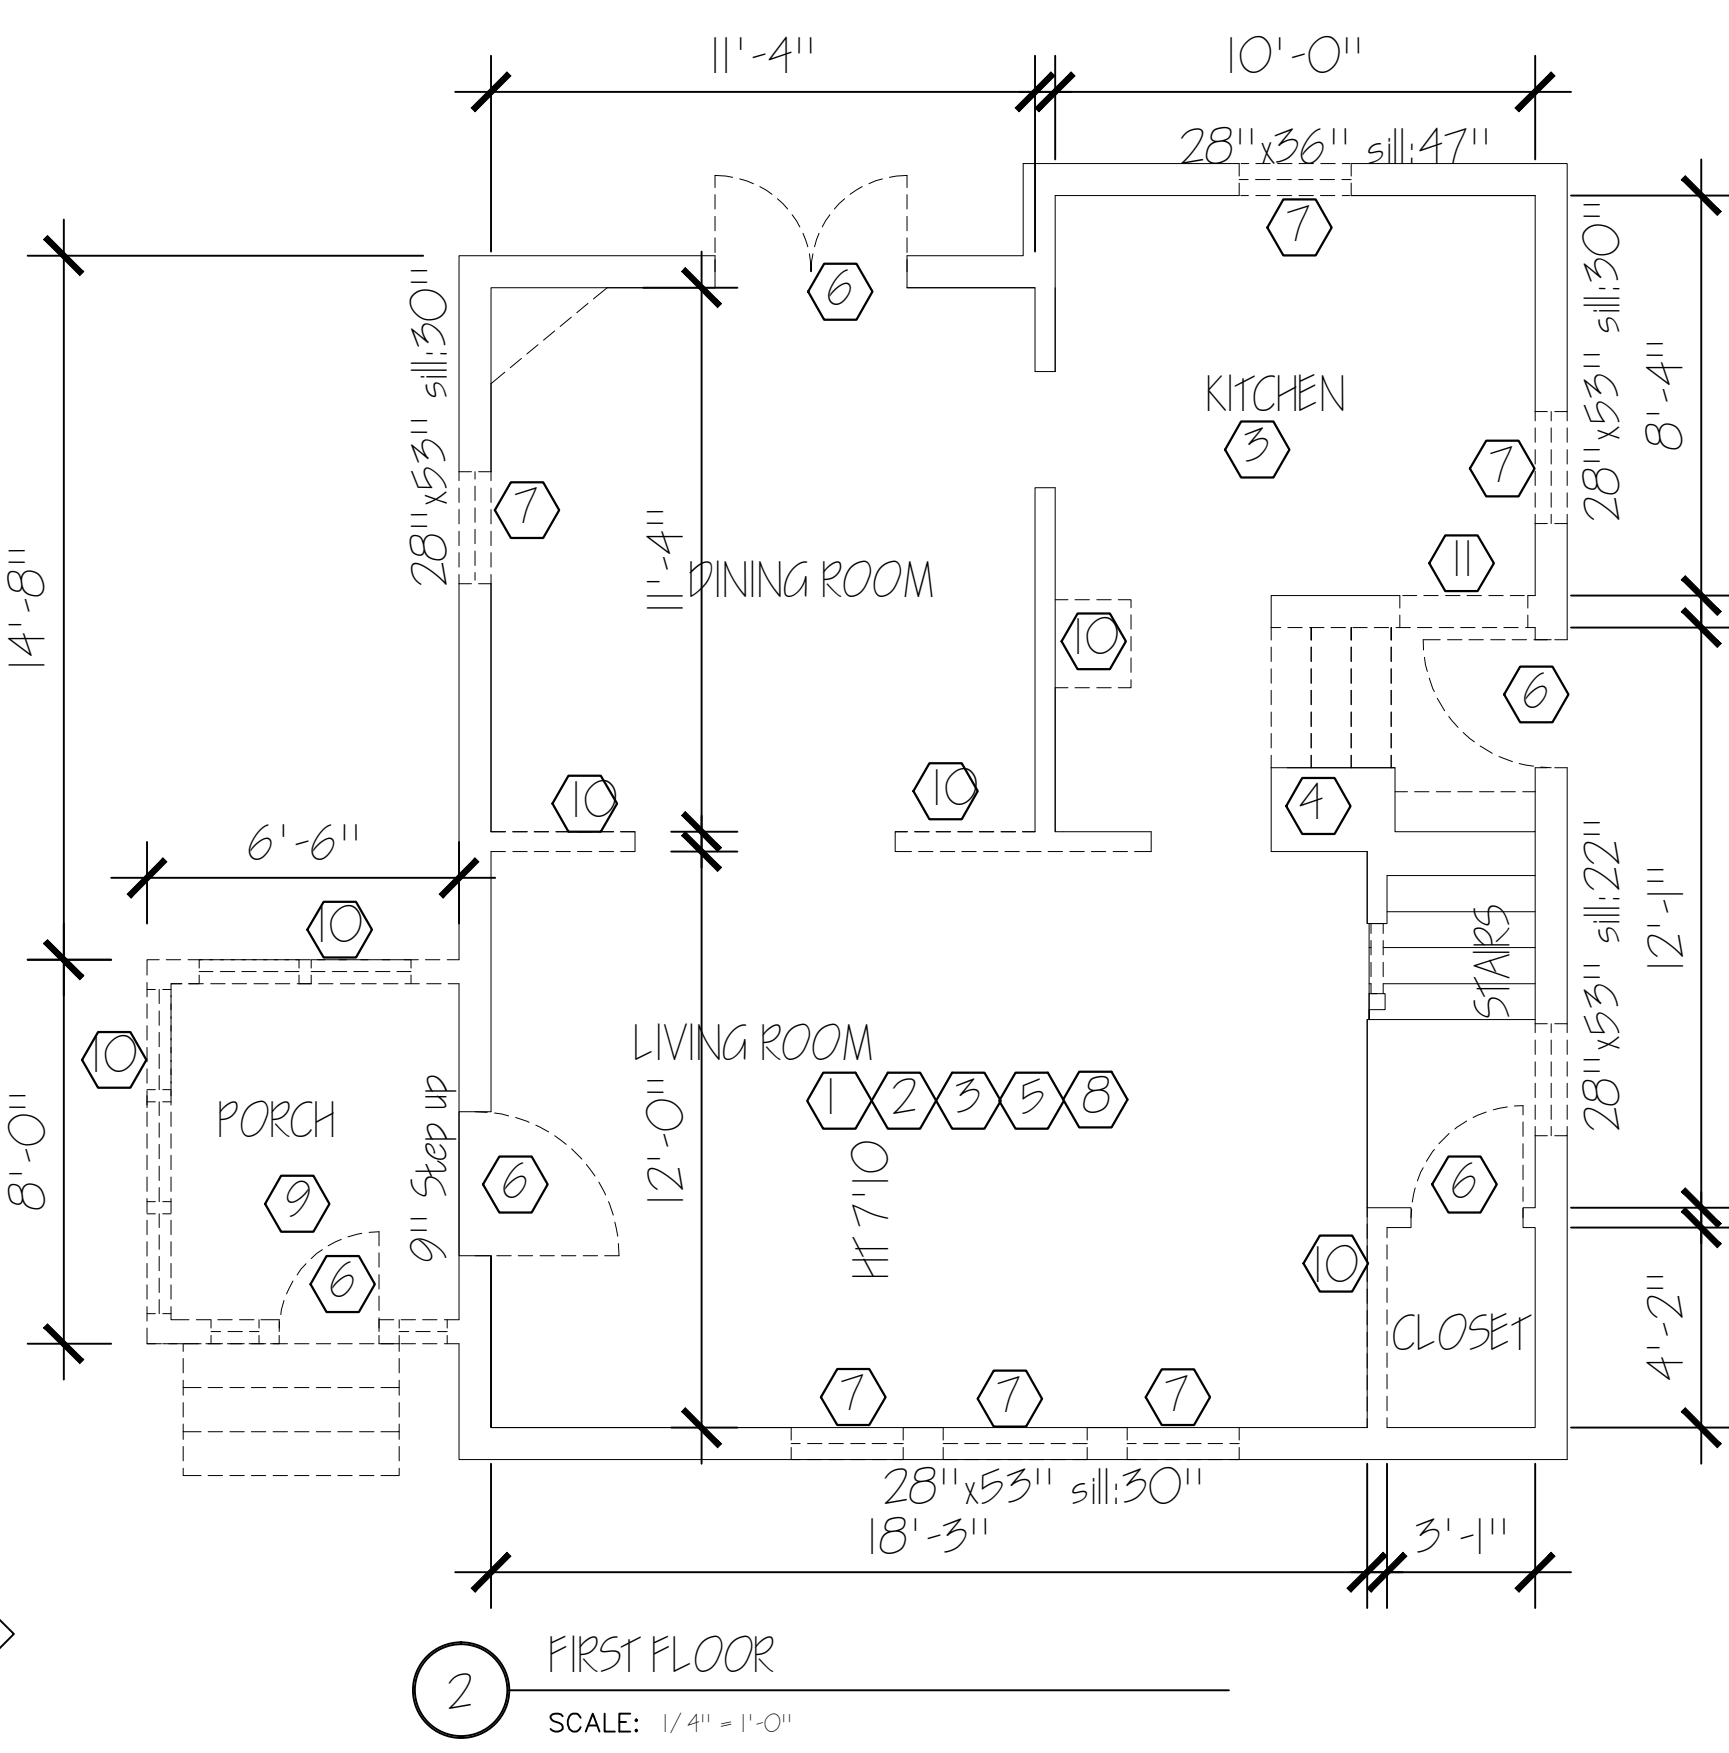 11'-4"
10'-0"
28"x36" sill:47"
7
6
28"x53" sill:30"
28"x53" sill:30"
8'-4"
KITCHEN
3
7
7
14'-8"
11'-4"
DINING ROOM
11
10
6
10
10
4
6'-6"
10
28"x53" sill:22"
12'-1"
STAIRS
10
LIVING ROOM
1 2 3 5 8
PORCH
9" Step up
8'-0"
12'-0"
HT 7'10
9
6
6
6
10
CLOSET
4'-2"
7
7
7
28"x53" sill:30"
18'-3"
3'-1"
2
FIRST FLOOR
SCALE: 1/4" = 1'-0"